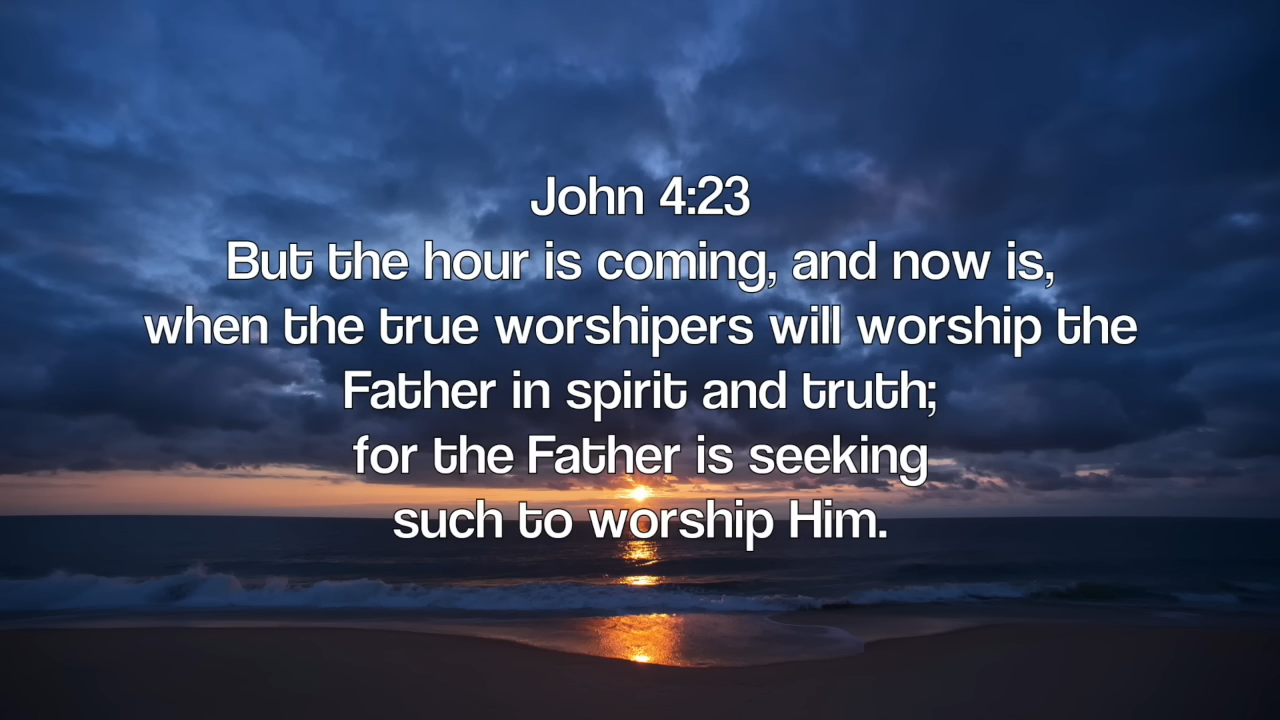 John 4:23
But the hour is coming, and now is,
when the true worshipers will worship the
Father in spirit and truth;
for the Father is seeking
such to worship Him.